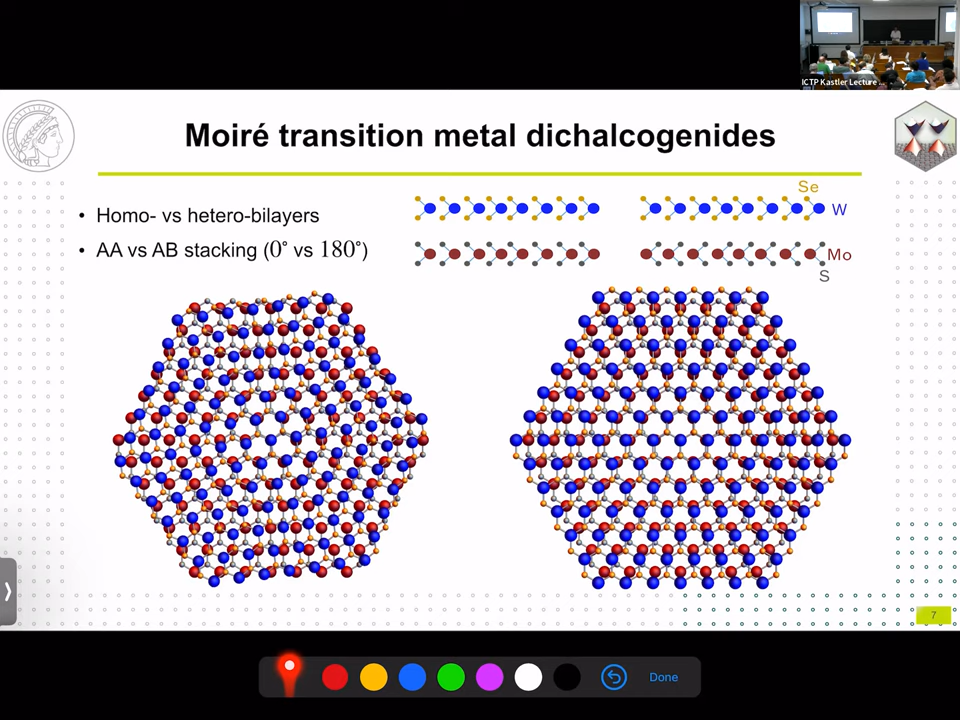 ICTP Kastler Lecture ...
Moiré transition metal dichalcogenides
• Homo- vs hetero-bilayers
• AA vs AB stacking (0° vs 180°)
Se
W
Mo
S
7
Done